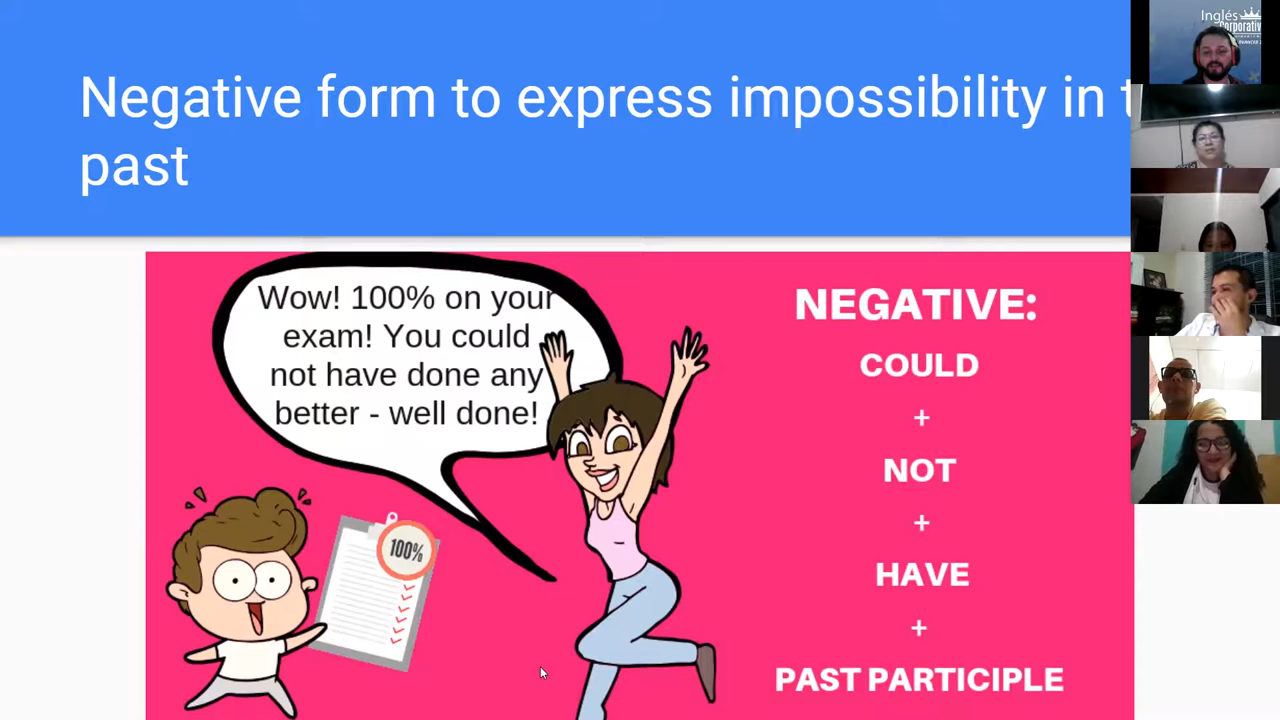 Negative form to express impossibility in t
past
Inglés
Corporativ
Wow! 100% on your
exam! You could
not have done any
better - well done!
100%
NEGATIVE:
COULD
+
NOT
+
HAVE
+
PAST PARTICIPLE